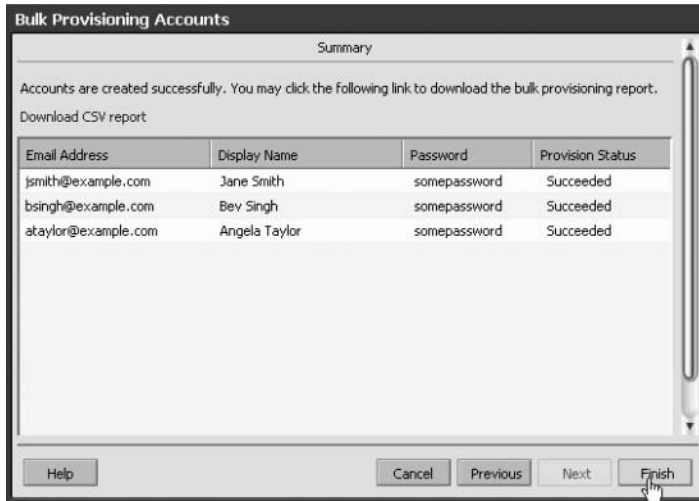 Bulk Provisioning Accounts
Summary
Accounts are created successfully. You may click the following link to download the bulk provisioning report.
Download CSV report
Email Address Display Name Password Provision Status
jsmith@example.com Jane Smith somepassword Succeeded
bsingh@example.com Bev Singh somepassword Succeeded
ataylor@example.com Angela Taylor somepassword Succeeded
Help Cancel Previous Next Finish